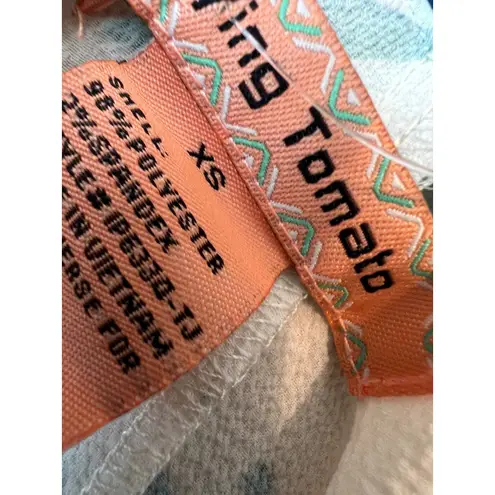 ing Tomato
XS
SHELL:
98% POLYESTER
2% SPANDEX
STYLE# IP6330-TJ
IN VIETNAM
ERSE FOR